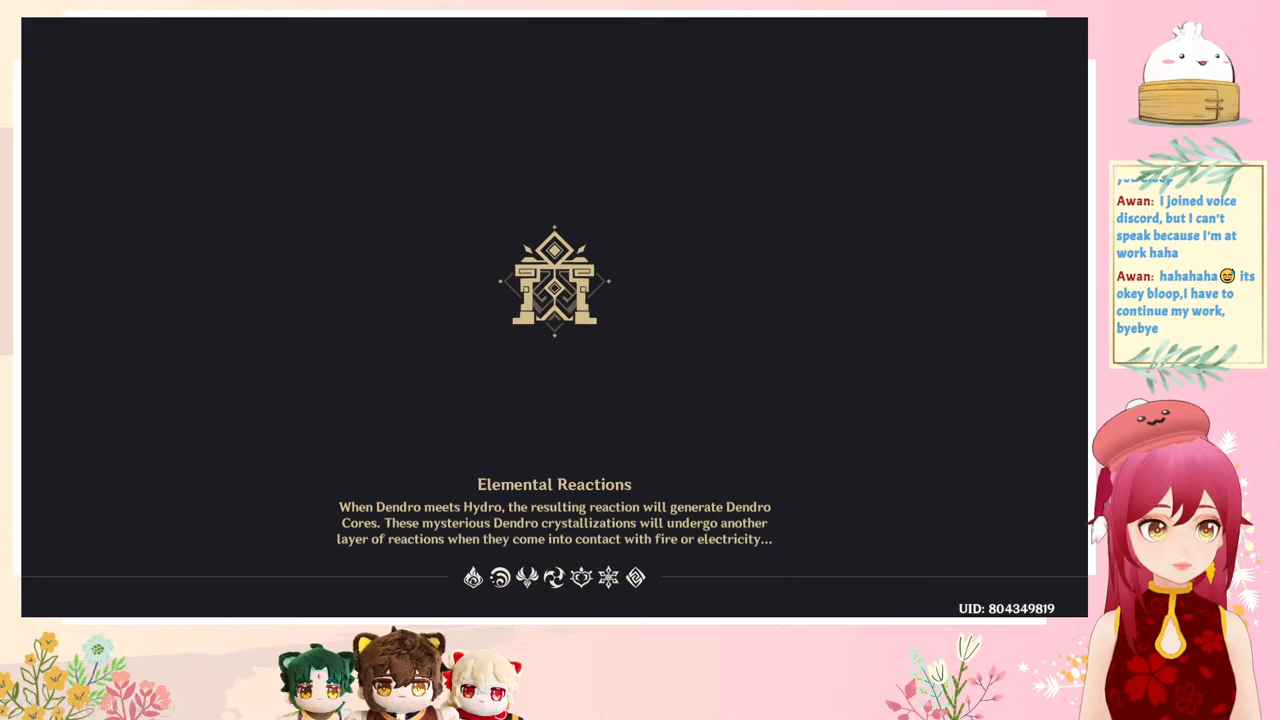 Awan: I joined voice
discord, but I can't
speak because I'm at
work haha
Awan: hahahaha😅 its
okey bloop,I have to
continue my work,
byebye
Elemental Reactions
When Dendro meets Hydro, the resulting reaction will generate Dendro
Cores. These mysterious Dendro crystallizations will undergo another
layer of reactions when they come into contact with fire or electricity...
UID: 804349819